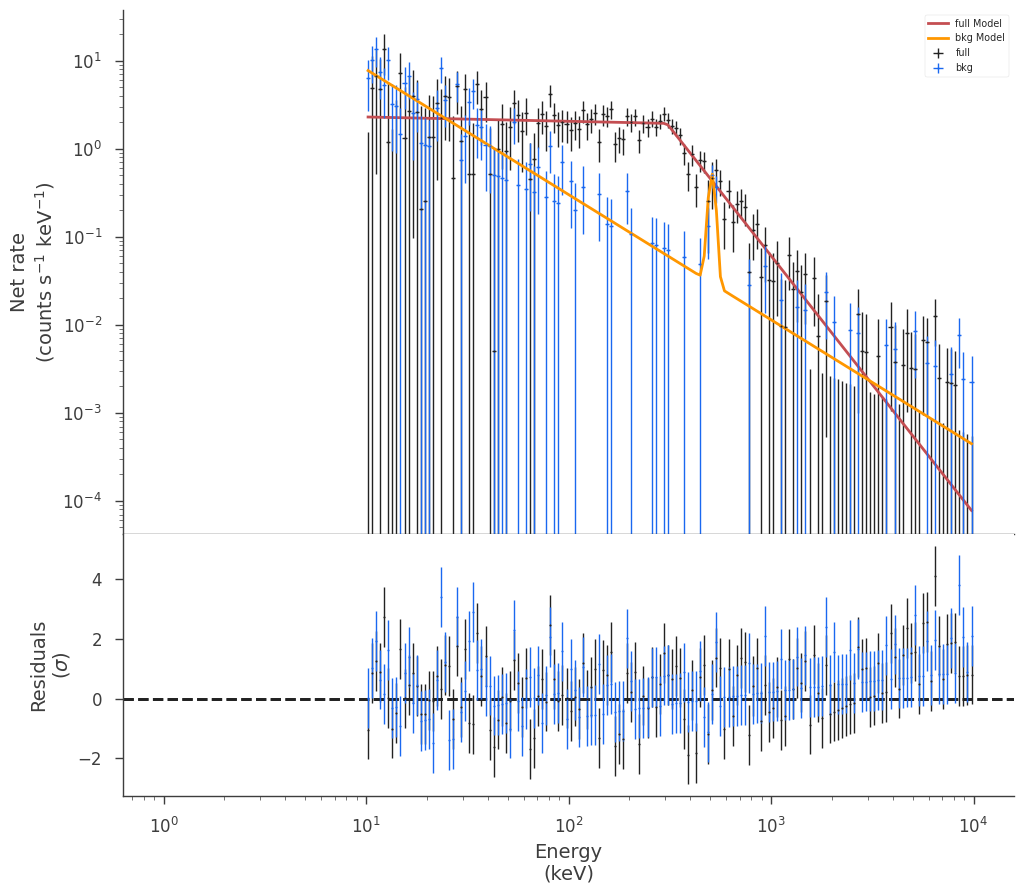 full Model
bkg Model
full
bkg
Net rate
(counts s⁻¹ keV⁻¹)
10¹
10⁰
10⁻¹
10⁻²
10⁻³
10⁻⁴
Residuals
(σ)
4
2
0
−2
10⁰ 10¹ 10² 10³ 10⁴
Energy
(keV)